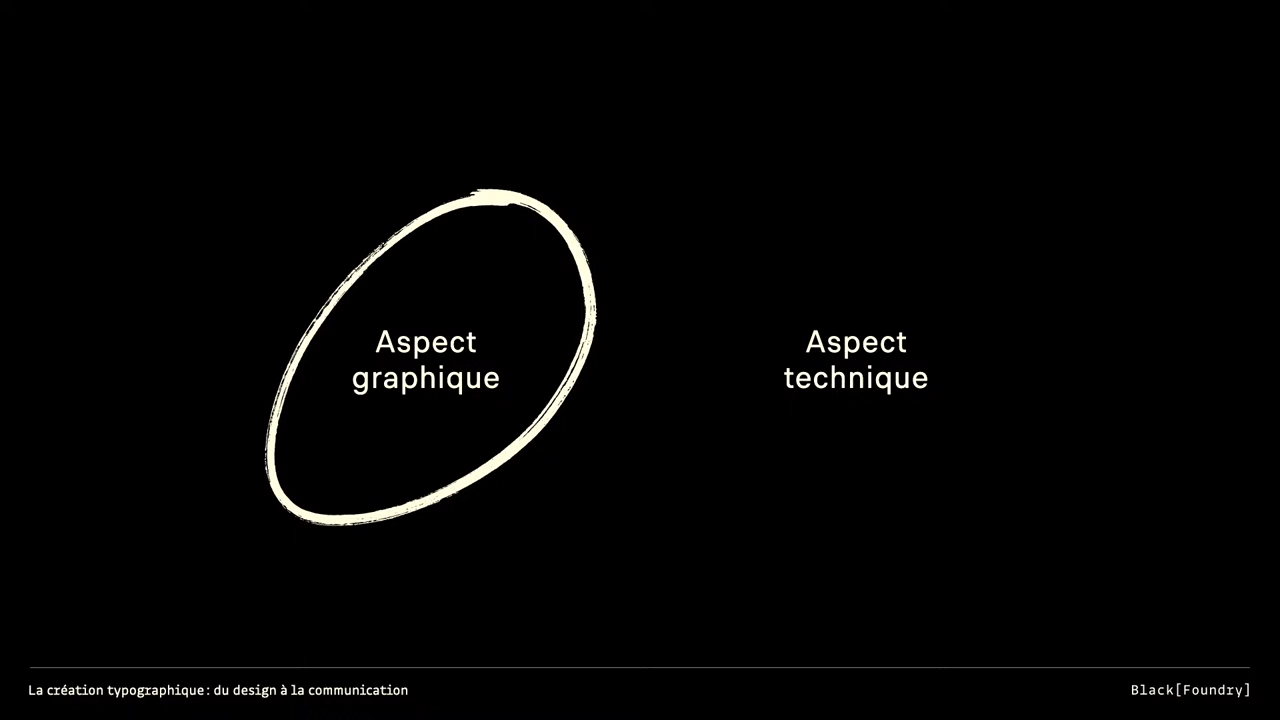 Aspect
graphique
Aspect
technique
La création typographique : du design à la communication
Black[Foundry]